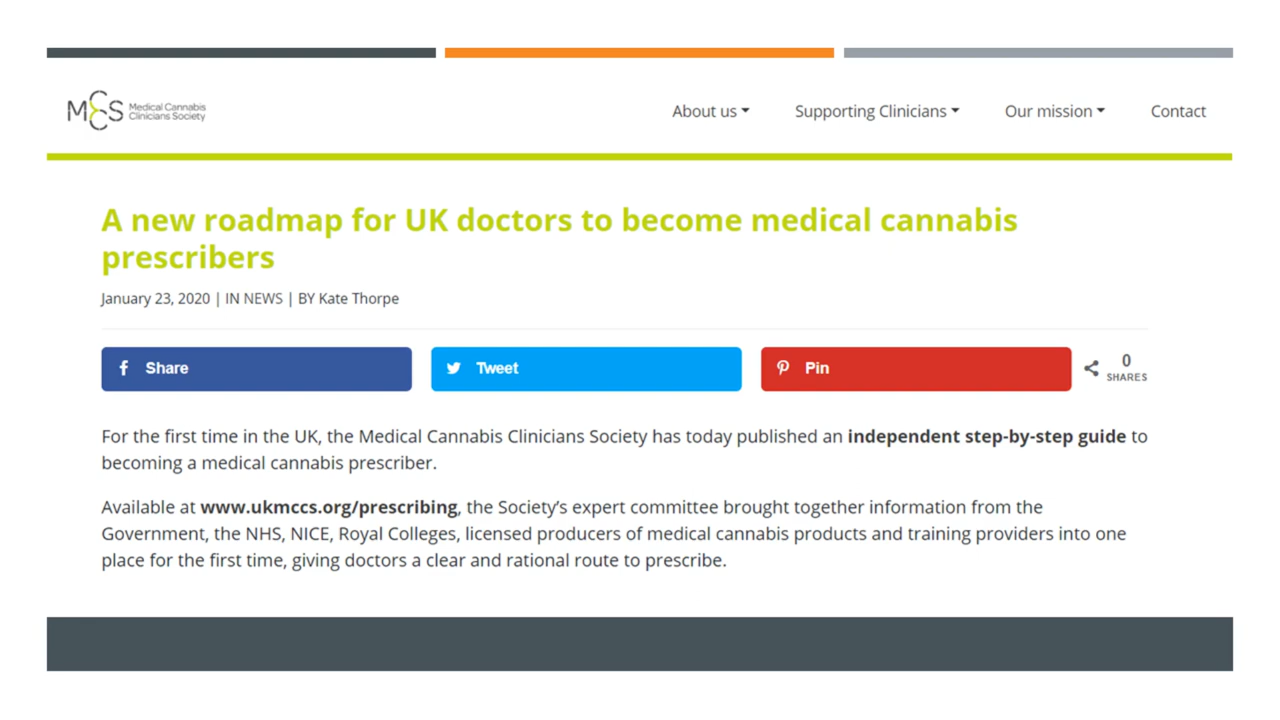 MCCS Medical Cannabis
Clinicians Society
About us Supporting Clinicians Our mission Contact
A new roadmap for UK doctors to become medical cannabis
prescribers
January 23, 2020 | IN NEWS | BY Kate Thorpe
Share Tweet Pin 0
SHARES
For the first time in the UK, the Medical Cannabis Clinicians Society has today published an independent step-by-step guide to
becoming a medical cannabis prescriber.
Available at www.ukmccs.org/prescribing, the Society's expert committee brought together information from the
Government, the NHS, NICE, Royal Colleges, licensed producers of medical cannabis products and training providers into one
place for the first time, giving doctors a clear and rational route to prescribe.